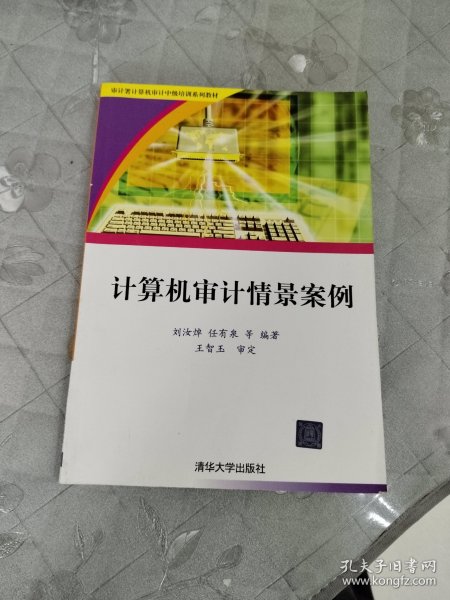 审计署计算机审计中级培训系列教材
计算机审计情景案例
刘汝焯 任有泉 等 编著
王智玉 审定
清华大学出版社
孔夫子旧书网
www.kongfz.com